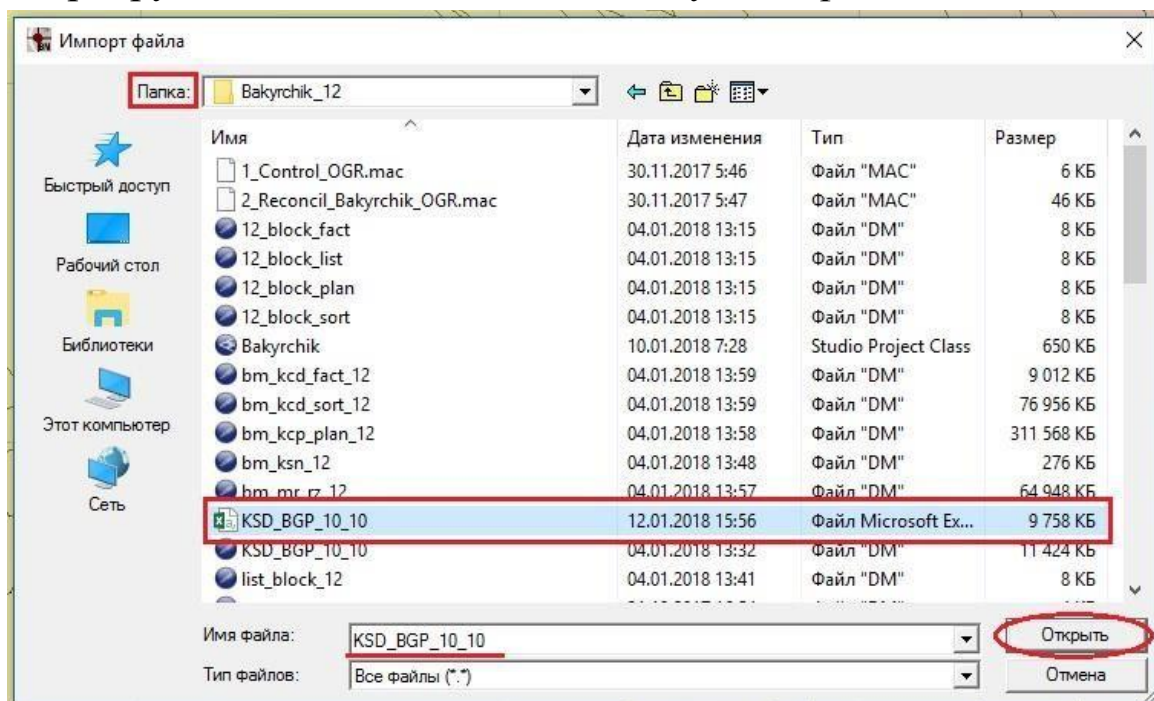 Импорт файла
Папка: Bakyrchik_12
Имя Дата изменения Тип Размер
1_Control_OGR.mac 30.11.2017 5:46 Файл "MAC" 6 КБ
2_Reconcil_Bakyrchik_OGR.mac 30.11.2017 5:47 Файл "MAC" 46 КБ
12_block_fact 04.01.2018 13:15 Файл "DM" 8 КБ
12_block_list 04.01.2018 13:15 Файл "DM" 8 КБ
12_block_plan 04.01.2018 13:15 Файл "DM" 8 КБ
12_block_sort 04.01.2018 13:15 Файл "DM" 8 КБ
Bakyrchik 10.01.2018 7:28 Studio Project Class 650 КБ
bm_kcd_fact_12 04.01.2018 13:59 Файл "DM" 9 012 КБ
bm_kcd_sort_12 04.01.2018 13:59 Файл "DM" 76 956 КБ
bm_kcp_plan_12 04.01.2018 13:58 Файл "DM" 311 568 КБ
bm_ksn_12 04.01.2018 13:48 Файл "DM" 276 КБ
bm_mr_rz_12 04.01.2018 13:57 Файл "DM" 64 948 КБ
KSD_BGP_10_10 12.01.2018 15:56 Файл Microsoft Ex... 9 758 КБ
KSD_BGP_10_10 04.01.2018 13:32 Файл "DM" 11 424 КБ
list_block_12 04.01.2018 13:41 Файл "DM" 8 КБ
Быстрый доступ
Рабочий стол
Библиотеки
Этот компьютер
Сеть
Имя файла: KSD_BGP_10_10 Открыть
Тип файлов: Все файлы (*.*) Отмена